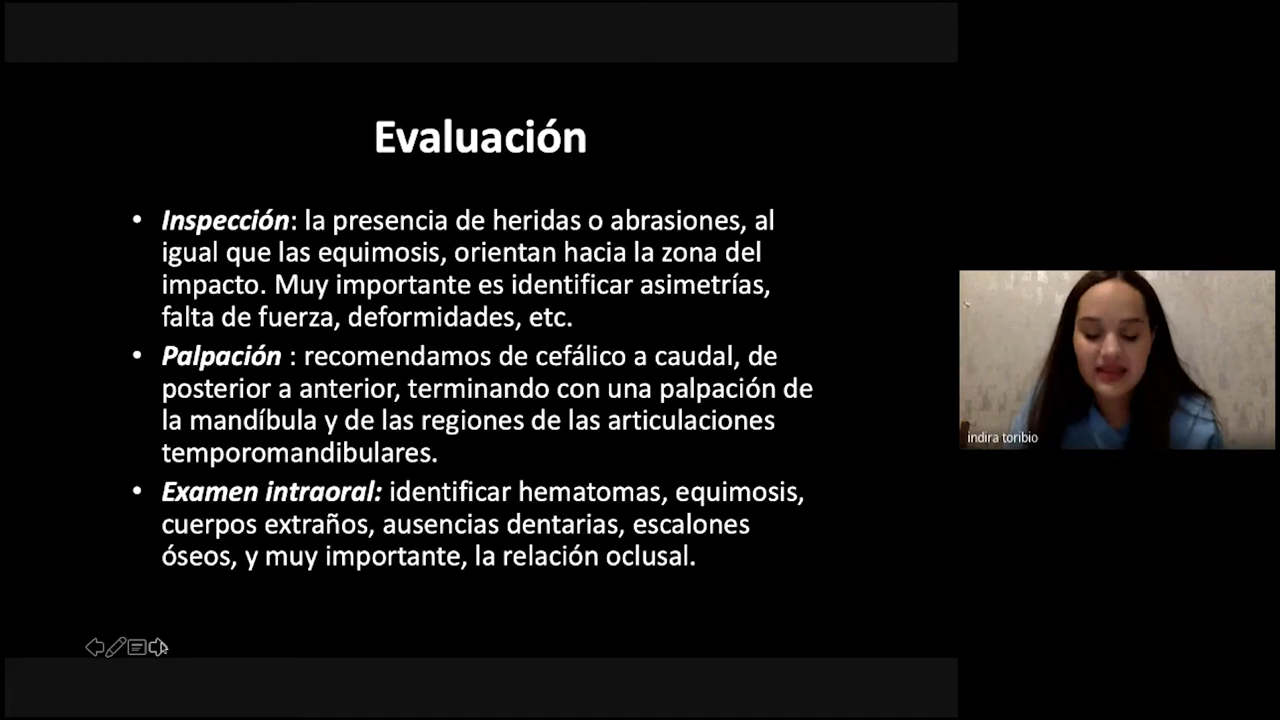 Evaluación
• Inspección: la presencia de heridas o abrasiones, al
igual que las equimosis, orientan hacia la zona del
impacto. Muy importante es identificar asimetrías,
falta de fuerza, deformidades, etc.
• Palpación : recomendamos de cefálico a caudal, de
posterior a anterior, terminando con una palpación de
la mandíbula y de las regiones de las articulaciones
temporomandibulares.
• Examen intraoral: identificar hematomas, equimosis,
cuerpos extraños, ausencias dentarias, escalones
óseos, y muy importante, la relación oclusal.
indira toribio